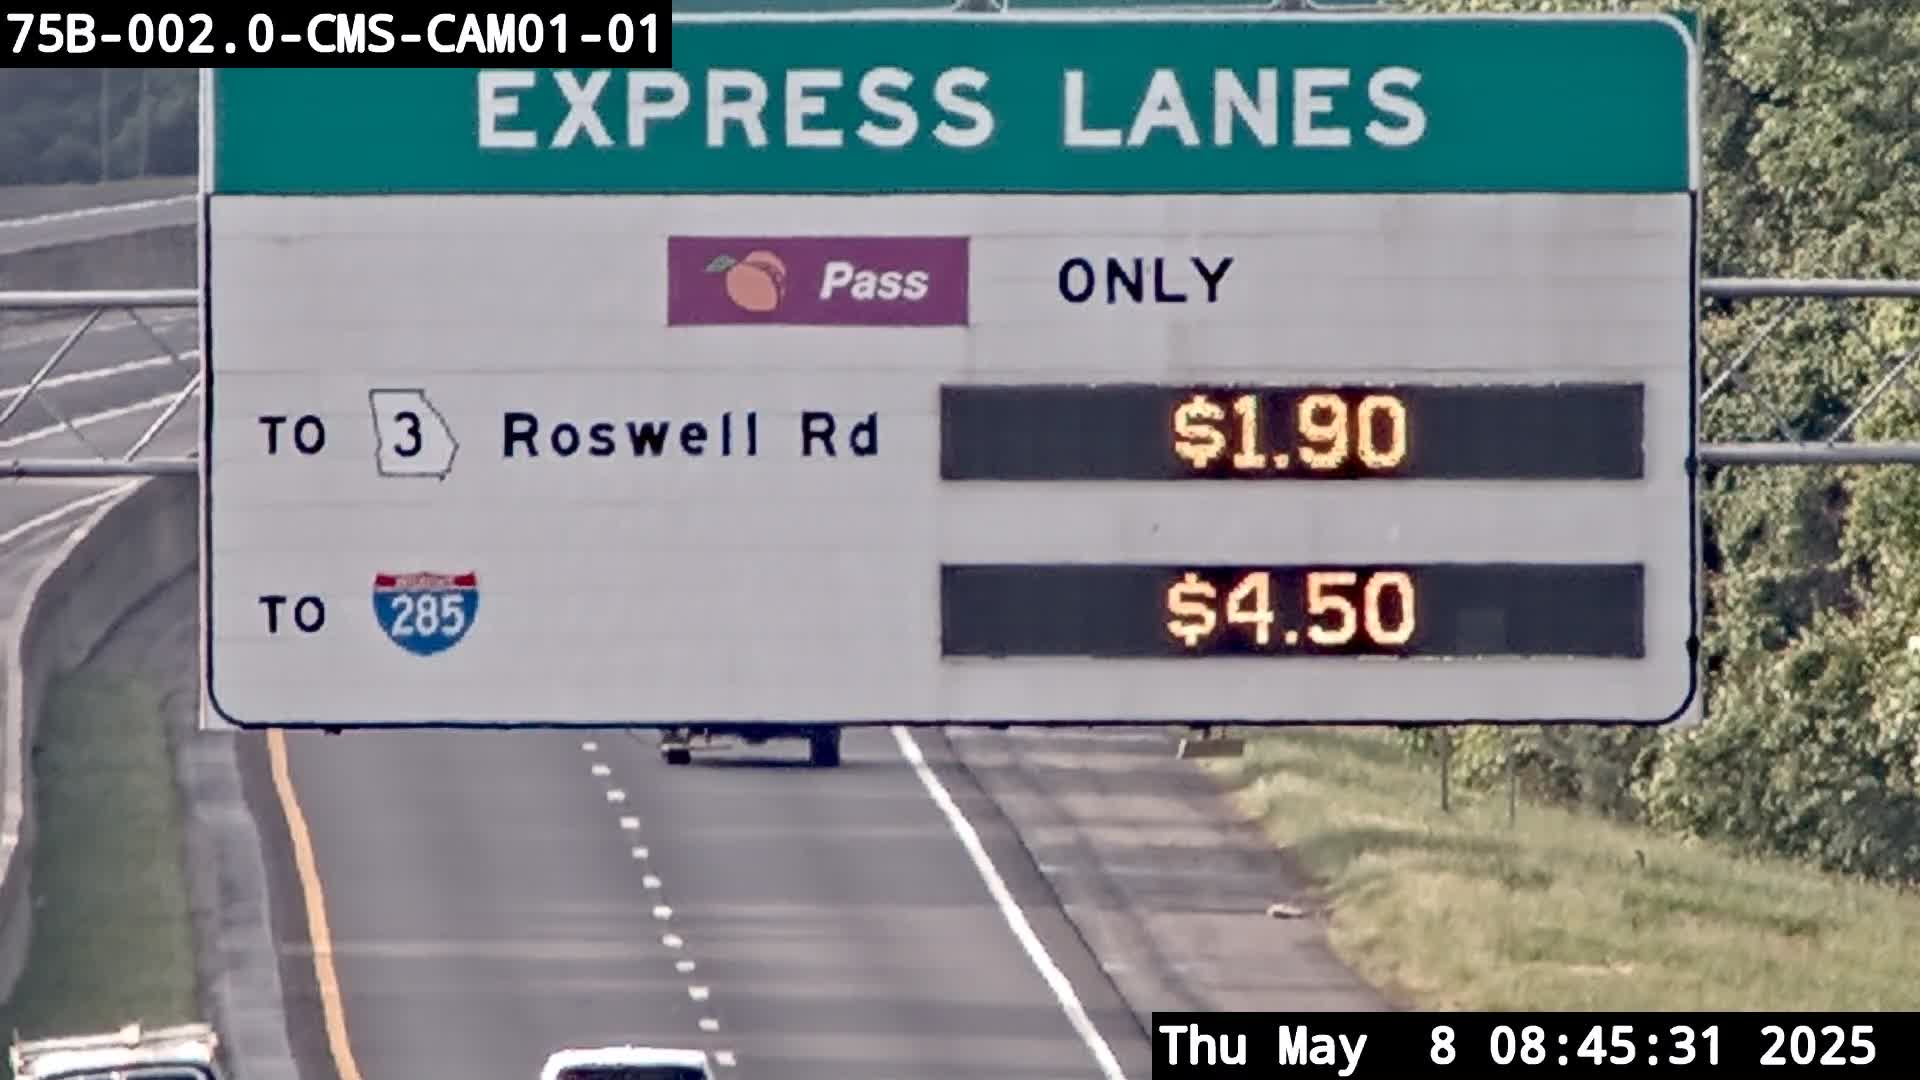 75B-002.0-CMS-CAM01-01
EXPRESS LANES
Pass ONLY
TO 3 Roswell Rd $1.90
TO 285 $4.50
Thu May 8 08:45:31 2025